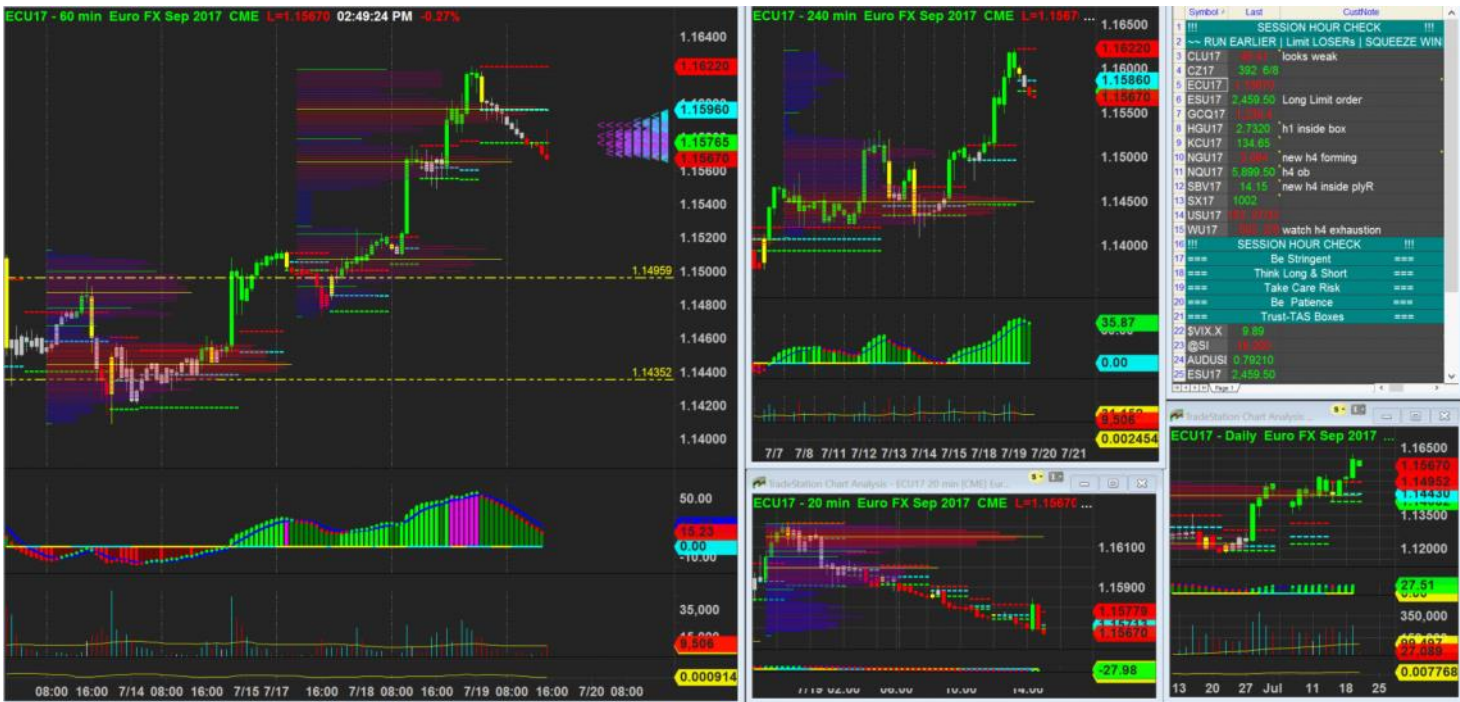 ECU17 - 60 min Euro FX Sep 2017 CME L=1.15670 02:49:24 PM -0.27%
1.16400
1.16220
1.15960
1.15765
1.15670
1.15600
1.15400
1.15200
1.14959
1.15000
1.14800
1.14600
1.14352
1.14400
1.14200
1.14000
50.00
15.23
0.00
-10.00
35,000
9,506
0.000914
08:00 16:00 7/14 08:00 16:00 7/15 7/17 16:00 7/18 08:00 16:00 7/19 08:00 16:00 7/20 08:00
ECU17 - 240 min Euro FX Sep 2017 CME L=1.1567 ...
1.16500
1.16220
1.16000
1.15860
1.15670
1.15500
1.15000
1.14500
1.14000
35.87
0.00
9,506
0.002454
7/7 7/8 7/11 7/12 7/13 7/14 7/15 7/18 7/19 7/20 7/21
TradeStation Chart Analysis - ECU17 20 min [CME] Eur...
ECU17 - 20 min Euro FX Sep 2017 CME L=1.15670 ...
1.16100
1.15900
1.15779
1.15670
-27.98
7/19 02:00 06:00 10:00 14:00
Symbol Last CustNote
1 !!! SESSION HOUR CHECK !!!
2 ~~ RUN EARLIER | Limit LOSERs | SQUEEZE WIN
3 CLU17 looks weak
4 CZ17 392 6/8
5 ECU17 1.15670
6 ESU17 2,459.50 Long Limit order
7 GCQ17
8 HGU17 2.7320 h1 inside box
9 KCU17 134.65
10 NGU17 new h4 forming
11 NQU17 5,899.50 h4 ob
12 SBV17 14.15 new h4 inside plyR
13 SX17 1002
14 USU17
15 WU17 watch h4 exhaustion
16 !!! SESSION HOUR CHECK !!!
17 === Be Stringent ===
18 === Think Long & Short ===
19 === Take Care Risk ===
20 === Be Patience ===
21 === Trust-TAS Boxes ===
22 $VIX.X 9.89
23 @SI
24 AUDUSI 0.79210
25 ESU17 2,459.50
Page 1
TradeStation Chart Analysis ...
ECU17 - Daily Euro FX Sep 2017 ...
1.16500
1.15670
1.14952
1.14430
1.13500
1.12000
27.51
350,000
99,497
27,089
0.007768
13 20 27 Jul 11 18 25